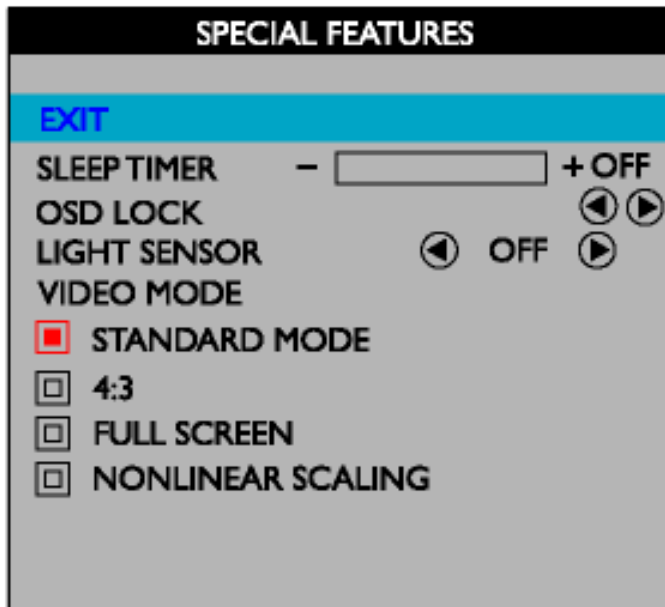 SPECIAL FEATURES
EXIT
SLEEP TIMER - + OFF
OSD LOCK
LIGHT SENSOR OFF
VIDEO MODE
STANDARD MODE
4:3
FULL SCREEN
NONLINEAR SCALING